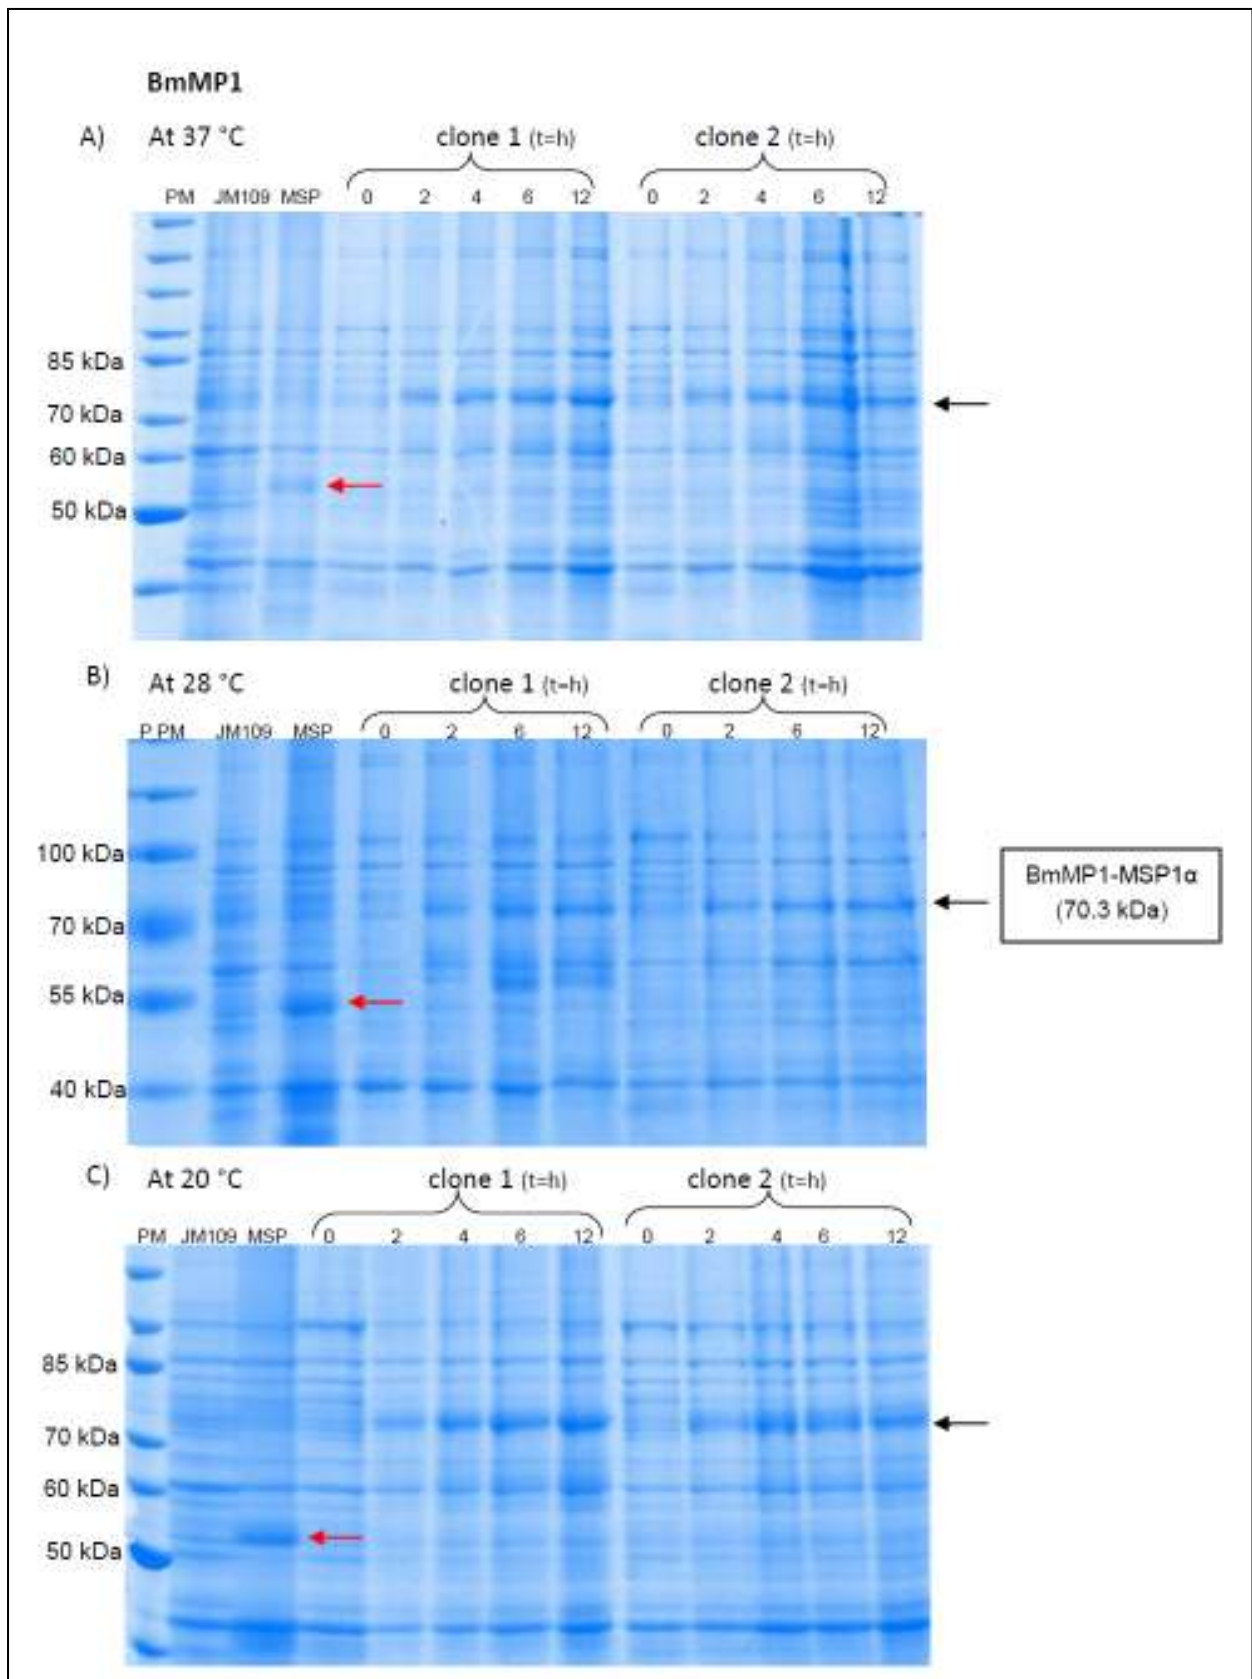 BmMP1
A) At 37 °C clone 1 (t=h) clone 2 (t=h)
PM JM109 MSP 0 2 4 6 12 0 2 4 6 12
85 kDa
70 kDa
60 kDa
50 kDa
B) At 28 °C clone 1 (t=h) clone 2 (t=h)
P PM JM109 MSP 0 2 6 12 0 2 6 12
100 kDa
BmMP1-MSP1α
(70.3 kDa)
70 kDa
55 kDa
40 kDa
C) At 20 °C clone 1 (t=h) clone 2 (t=h)
PM JM109 MSP 0 2 4 6 12 0 2 4 6 12
85 kDa
70 kDa
60 kDa
50 kDa